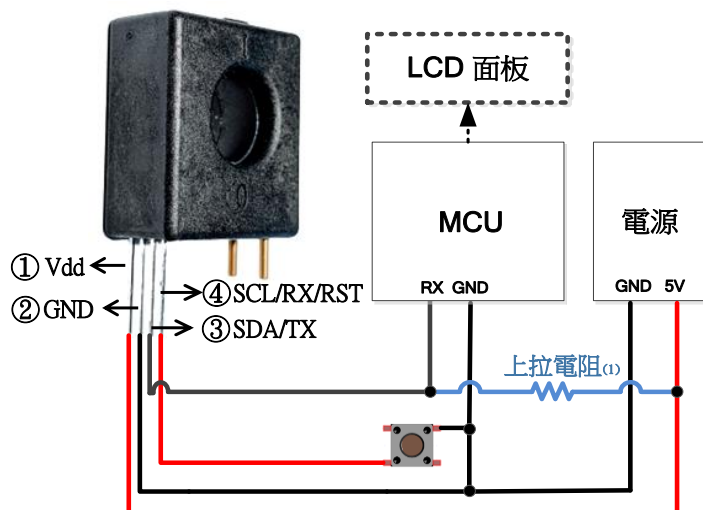 LCD 面板
MCU
電源
RX GND
GND 5V
① Vdd
② GND
④ SCL/RX/RST
③ SDA/TX
上拉電阻(1)